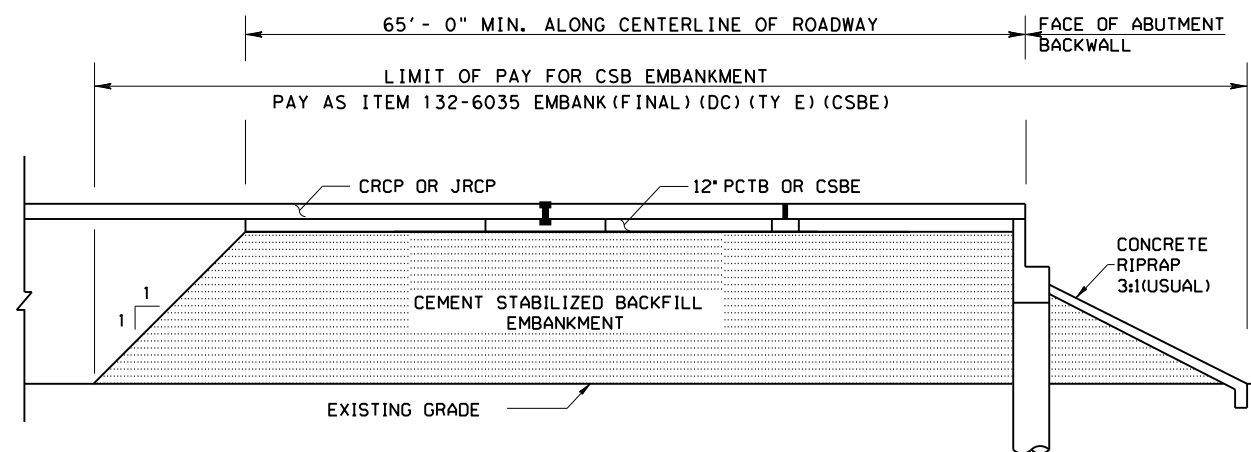 65'- 0" MIN. ALONG CENTERLINE OF ROADWAY
FACE OF ABUTMENT
BACKWALL
LIMIT OF PAY FOR CSB EMBANKMENT
PAY AS ITEM 132-6035 EMBANK(FINAL)(DC)(TY E)(CSBE)
CRCP OR JRCP
12" PCTB OR CSBE
CONCRETE
RIPRAP
3:1(USUAL)
1
1
CEMENT STABILIZED BACKFILL
EMBANKMENT
EXISTING GRADE